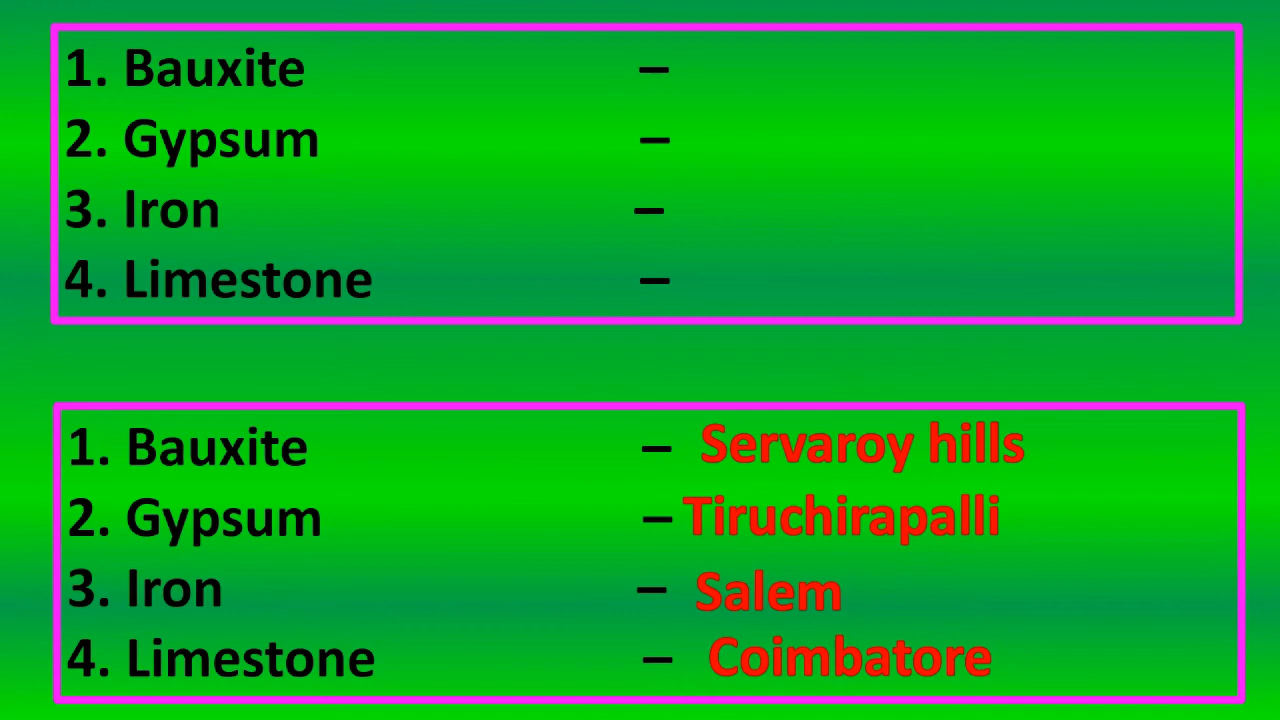 1. Bauxite –
2. Gypsum –
3. Iron –
4. Limestone –
1. Bauxite – Servaroy hills
2. Gypsum – Tiruchirapalli
3. Iron – Salem
4. Limestone – Coimbatore